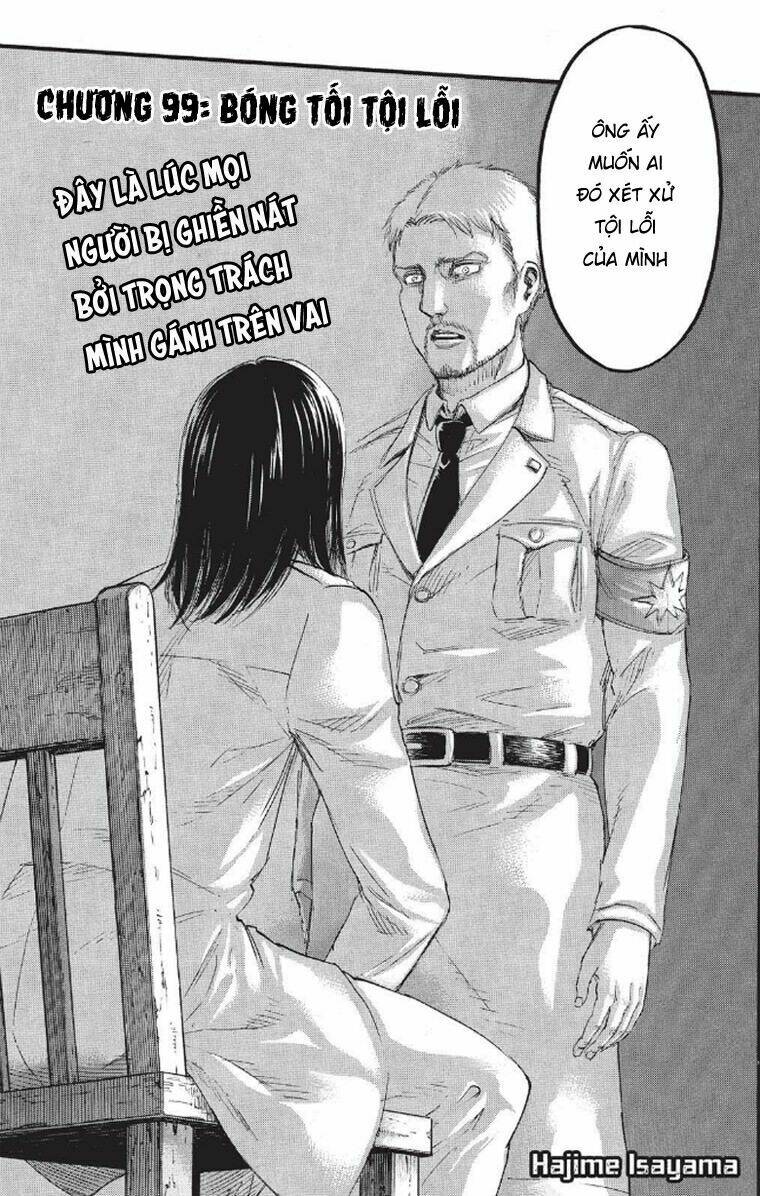 CHƯƠNG 99: BÓNG TỐI TỘI LỖI
ĐÂY LÀ LÚC MỌI
NGƯỜI BỊ GHIỀN NÁT
BỞI TRỌNG TRÁCH
MÌNH GÁNH TRÊN VAI
ÔNG ẤY
MUỐN AI
ĐÓ XÉT XỬ
TỘI LỖI
CỦA MÌNH
Hajime Isayama